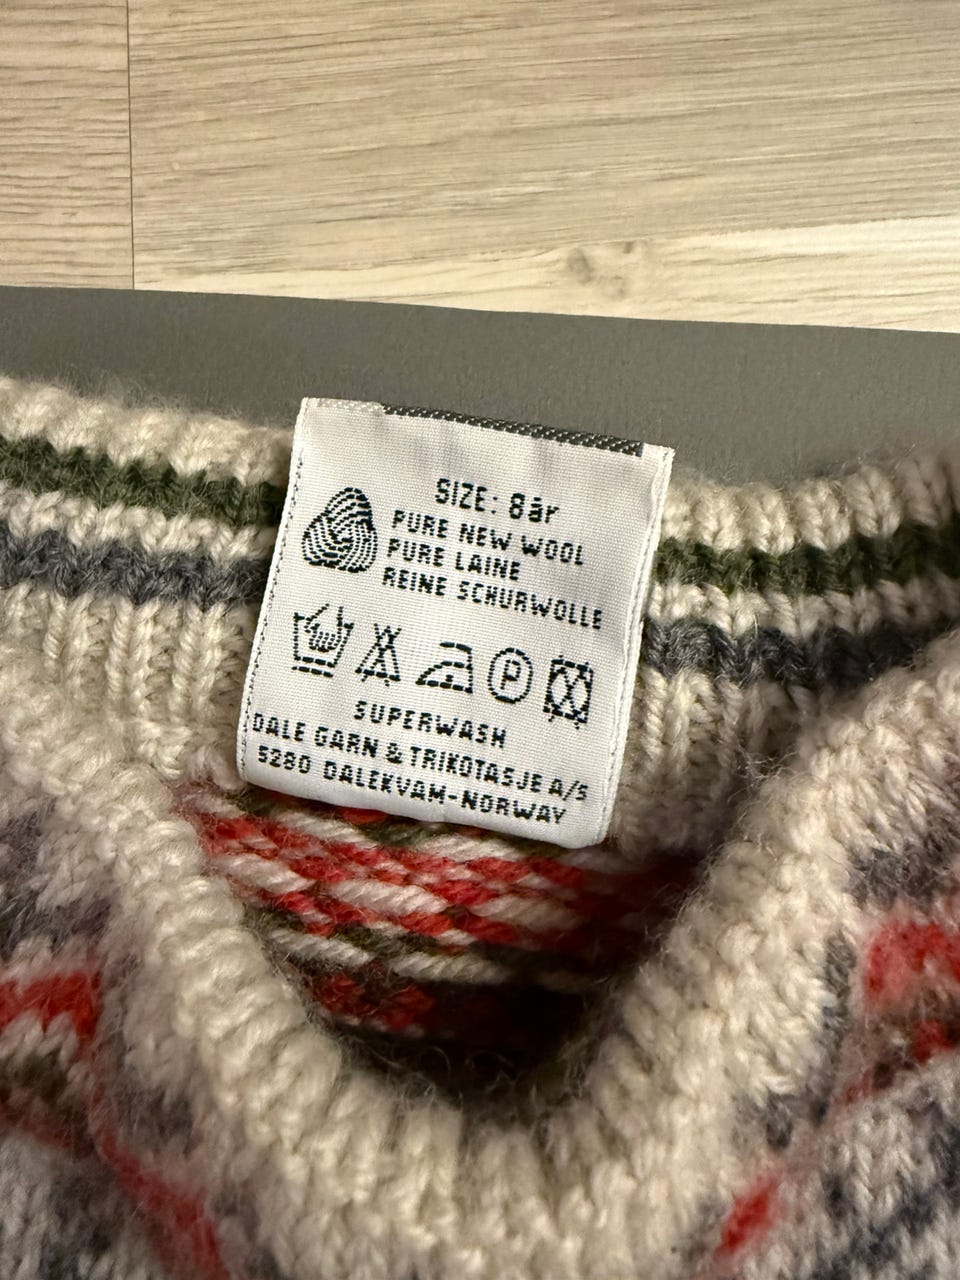 SIZE: 8år
PURE NEW WOOL
PURE LAINE
REINE SCHURWOLLE
P
SUPERWASH
DALE GARN & TRIKOTASJE A/S
5280 DALEKVAM-NORWAY